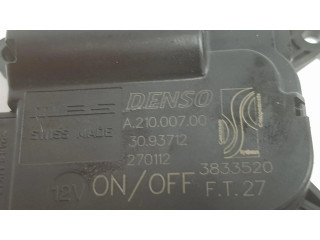 DENSO
SWISS MADE
A.210.007.00
30.93712
270112
3833520
12V ON/OFF F.T. 27